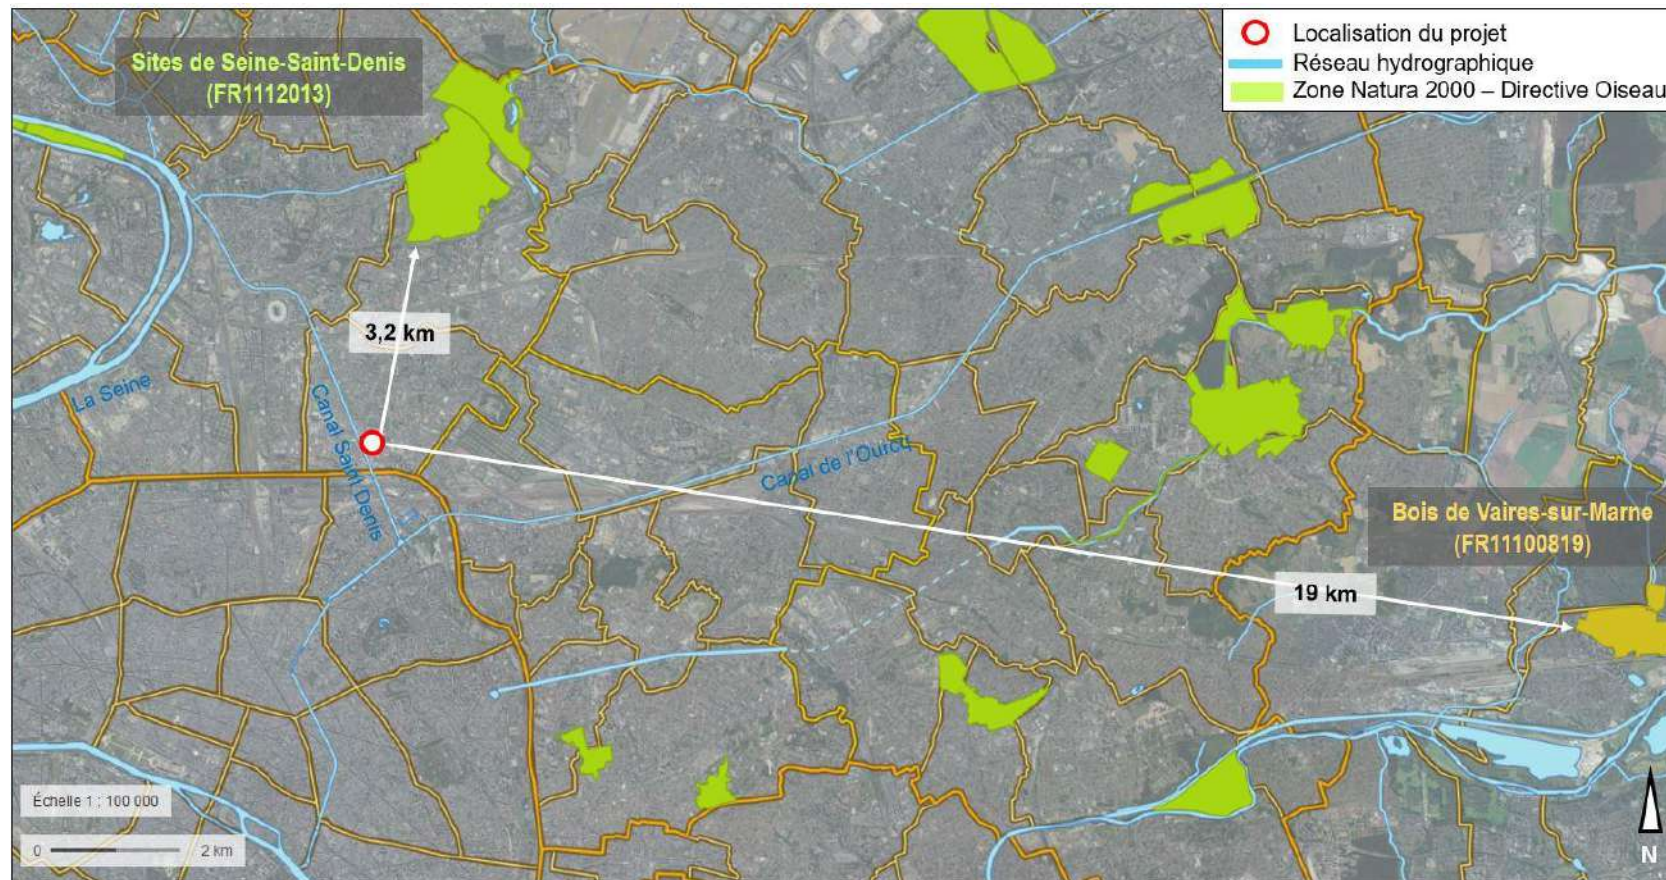 Sites de Seine-Saint-Denis
(FR1112013)
Localisation du projet
Réseau hydrographique
Zone Natura 2000 – Directive Oiseau
3,2 km
La Seine
Canal Saint Denis
Canal de l'Ourcq
Bois de Vaires-sur-Marne
(FR11100819)
19 km
Échelle 1 : 100 000
0 2 km
N